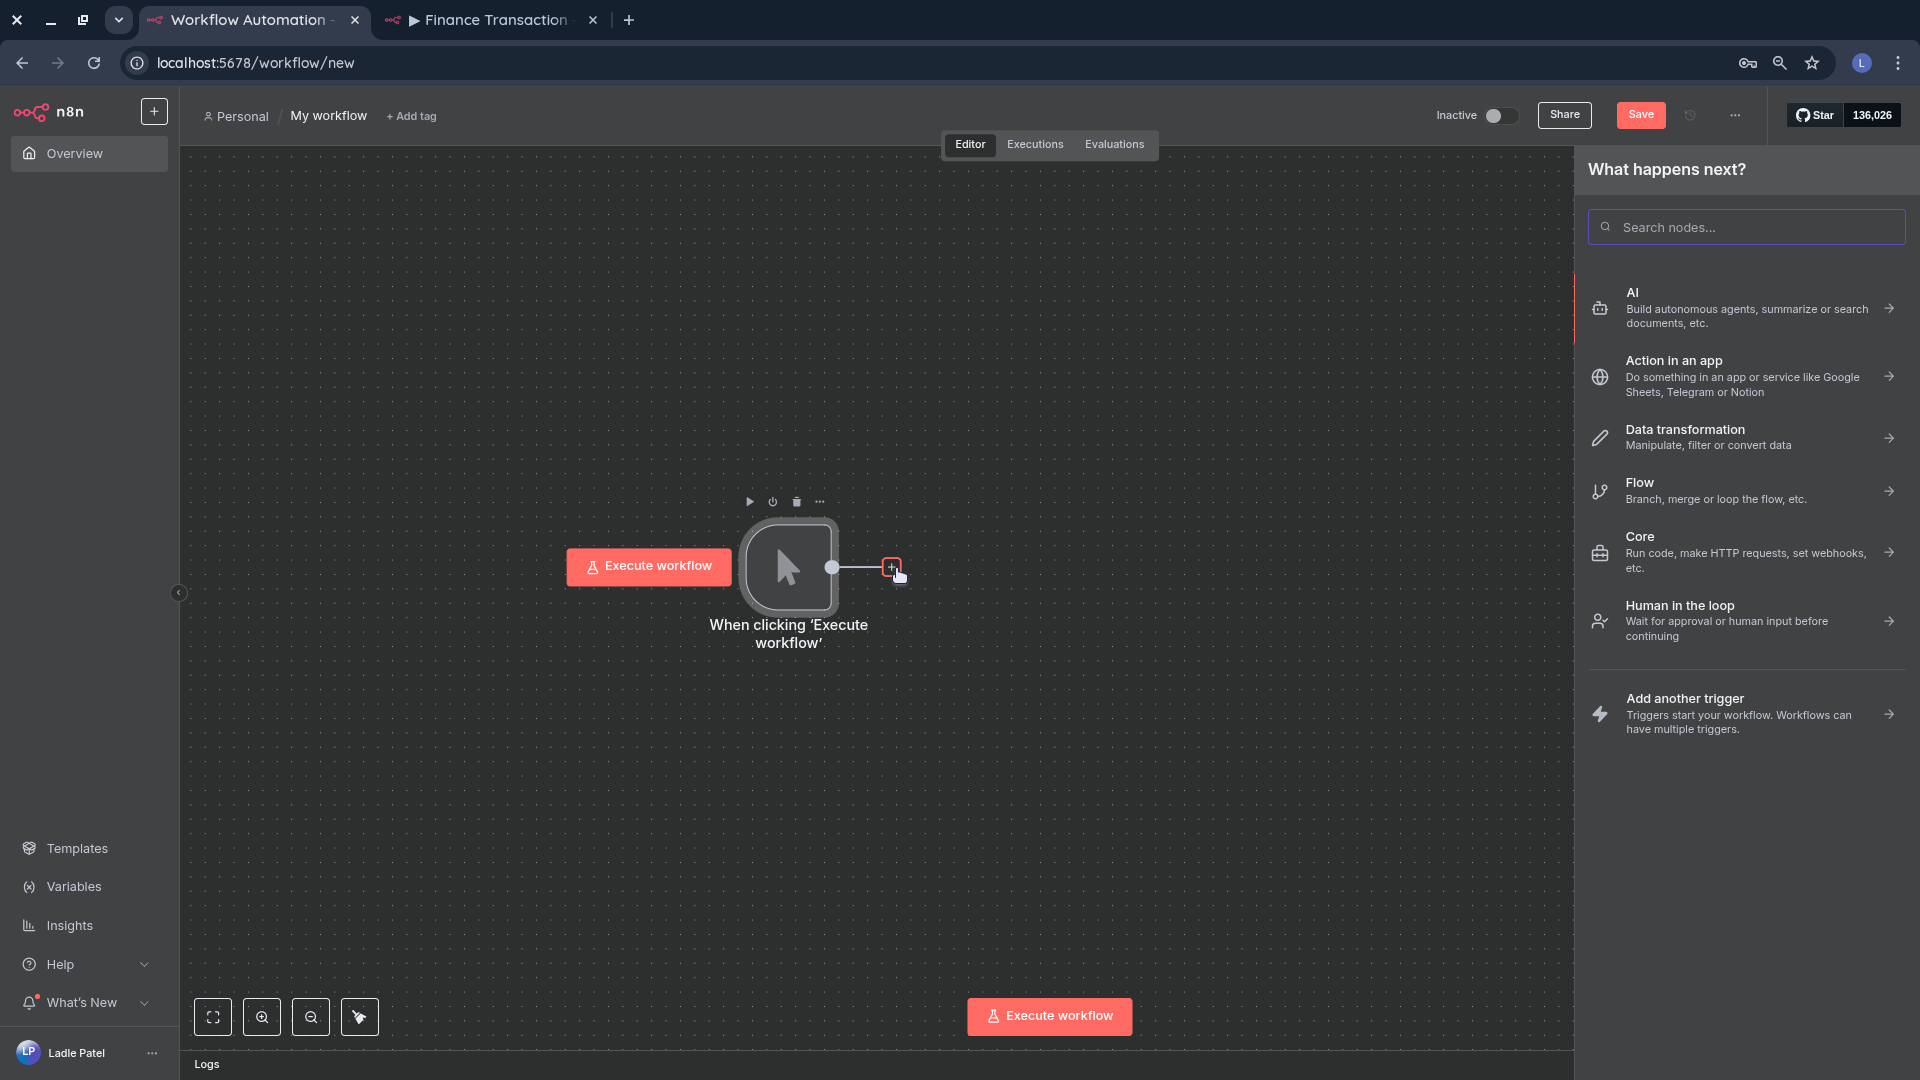 Workflow Automation -
▶ Finance Transaction
localhost:5678/workflow/new
L
n8n
Personal / My workflow + Add tag
Inactive
Share
Save
Star 136,026
Editor Executions Evaluations
Overview
What happens next?
Search nodes...
AI
Build autonomous agents, summarize or search
documents, etc.
Action in an app
Do something in an app or service like Google
Sheets, Telegram or Notion
Data transformation
Manipulate, filter or convert data
Flow
Branch, merge or loop the flow, etc.
Core
Run code, make HTTP requests, set webhooks,
etc.
Human in the loop
Wait for approval or human input before
continuing
Add another trigger
Triggers start your workflow. Workflows can
have multiple triggers.
Execute workflow
When clicking ‘Execute
workflow’
Templates
Variables
Insights
Help
What’s New
LP Ladle Patel
Execute workflow
Logs